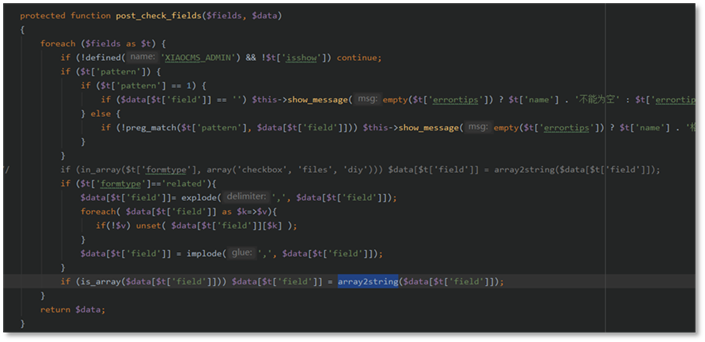 protected function post_check_fields($fields, $data)
{
foreach ($fields as $t) {
if (!defined( name: 'XIAOCMS_ADMIN') && !$t['isshow']) continue;
if ($t['pattern']) {
if ($t['pattern'] == 1) {
if ($data[$t['field']] == '') $this->show_message( msg: empty($t['errortips']) ? $t['name'] . '不能为空' : $t['errortips
} else {
if (!preg_match($t['pattern'], $data[$t['field']])) $this->show_message( msg: empty($t['errortips']) ? $t['name'] . '
}
}
/ if (in_array($t['formtype'], array('checkbox', 'files', 'diy'))) $data[$t['field']] = array2string($data[$t['field']]);
if ($t['formtype']=='related'){
$data[$t['field']]= explode( delimiter: ',', $data[$t['field']]);
foreach( $data[$t['field']] as $k=>$v){
if(!$v) unset( $data[$t['field']][$k] );
}
$data[$t['field']] = implode( glue: ',', $data[$t['field']]);
}
if (is_array($data[$t['field']])) $data[$t['field']] = array2string($data[$t['field']]);
}
return $data;
}